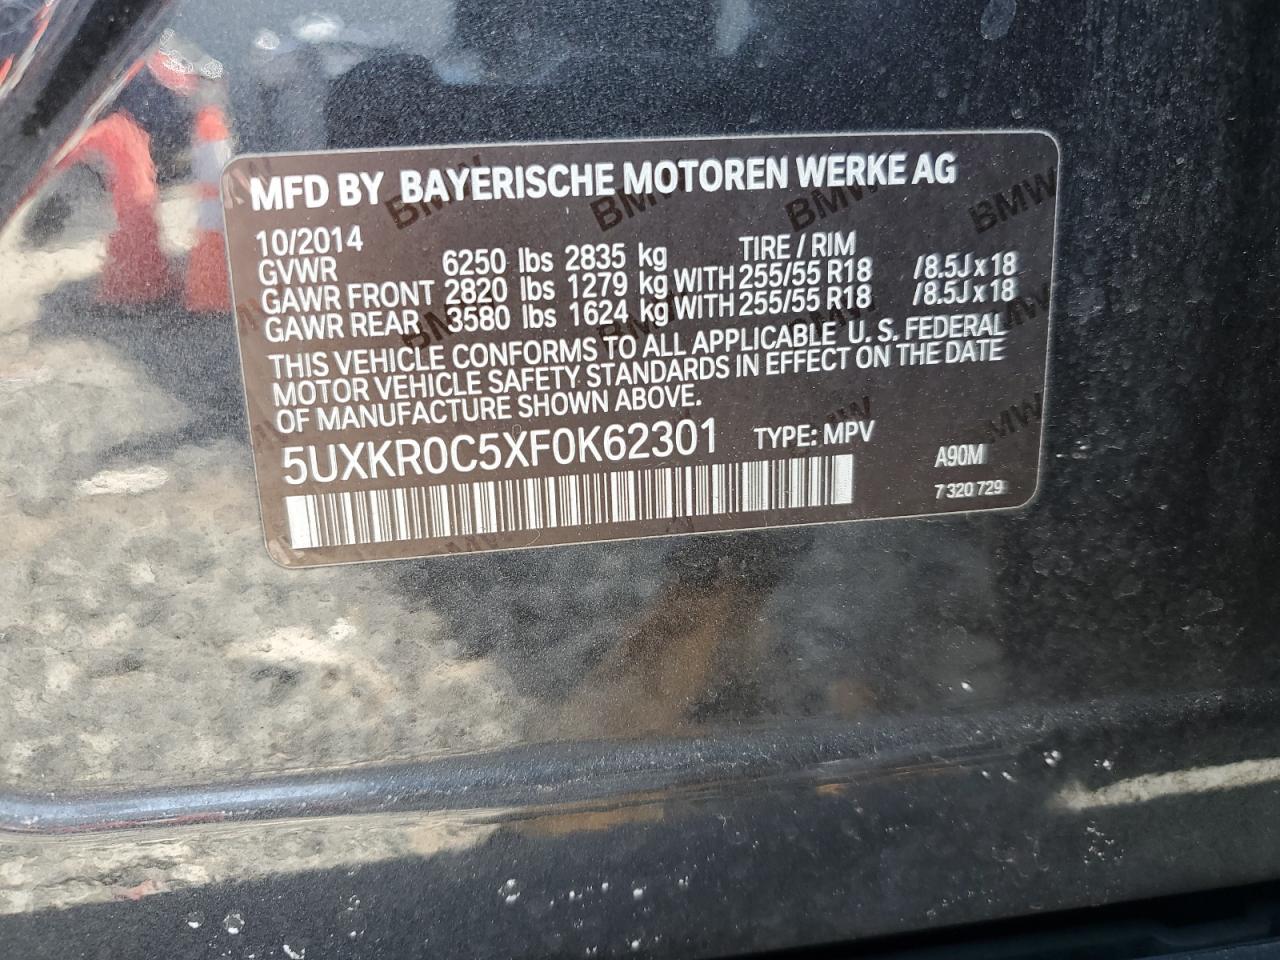 MFD BY BAYERISCHE MOTOREN WERKE AG
10/2014 TIRE / RIM
GVWR 6250 lbs 2835 kg
GAWR FRONT 2820 lbs 1279 kg WITH 255/55 R18 /8.5J x 18
GAWR REAR 3580 lbs 1624 kg WITH 255/55 R18 /8.5J x 18
THIS VEHICLE CONFORMS TO ALL APPLICABLE U. S. FEDERAL
MOTOR VEHICLE SAFETY STANDARDS IN EFFECT ON THE DATE
OF MANUFACTURE SHOWN ABOVE.
5UXKR0C5XF0K62301 TYPE: MPV
A90M
7 320 729